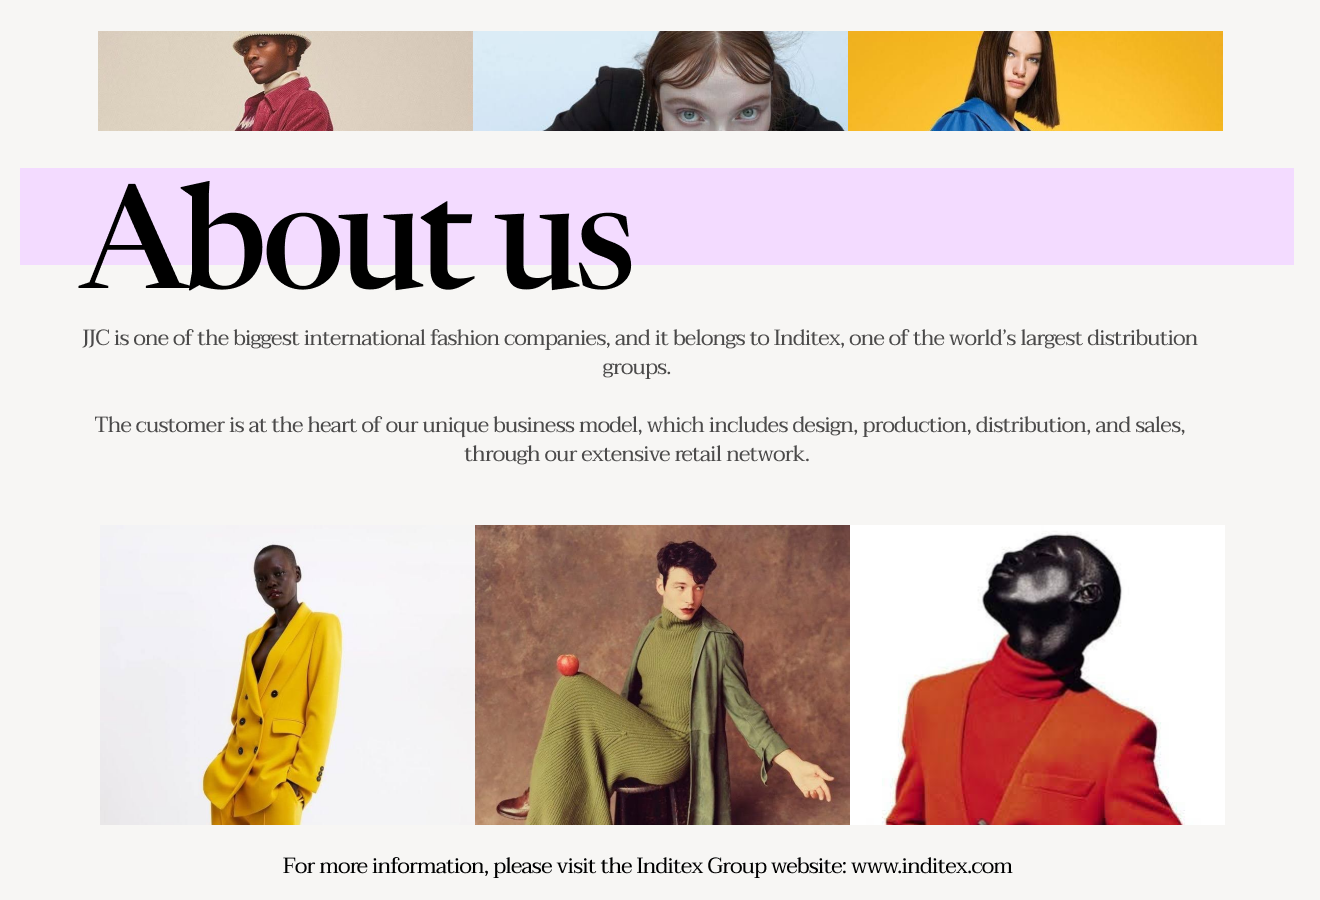 About us
JJC is one of the biggest international fashion companies, and it belongs to Inditex, one of the world’s largest distribution
groups.
The customer is at the heart of our unique business model, which includes design, production, distribution, and sales,
through our extensive retail network.
For more information, please visit the Inditex Group website: www.inditex.com